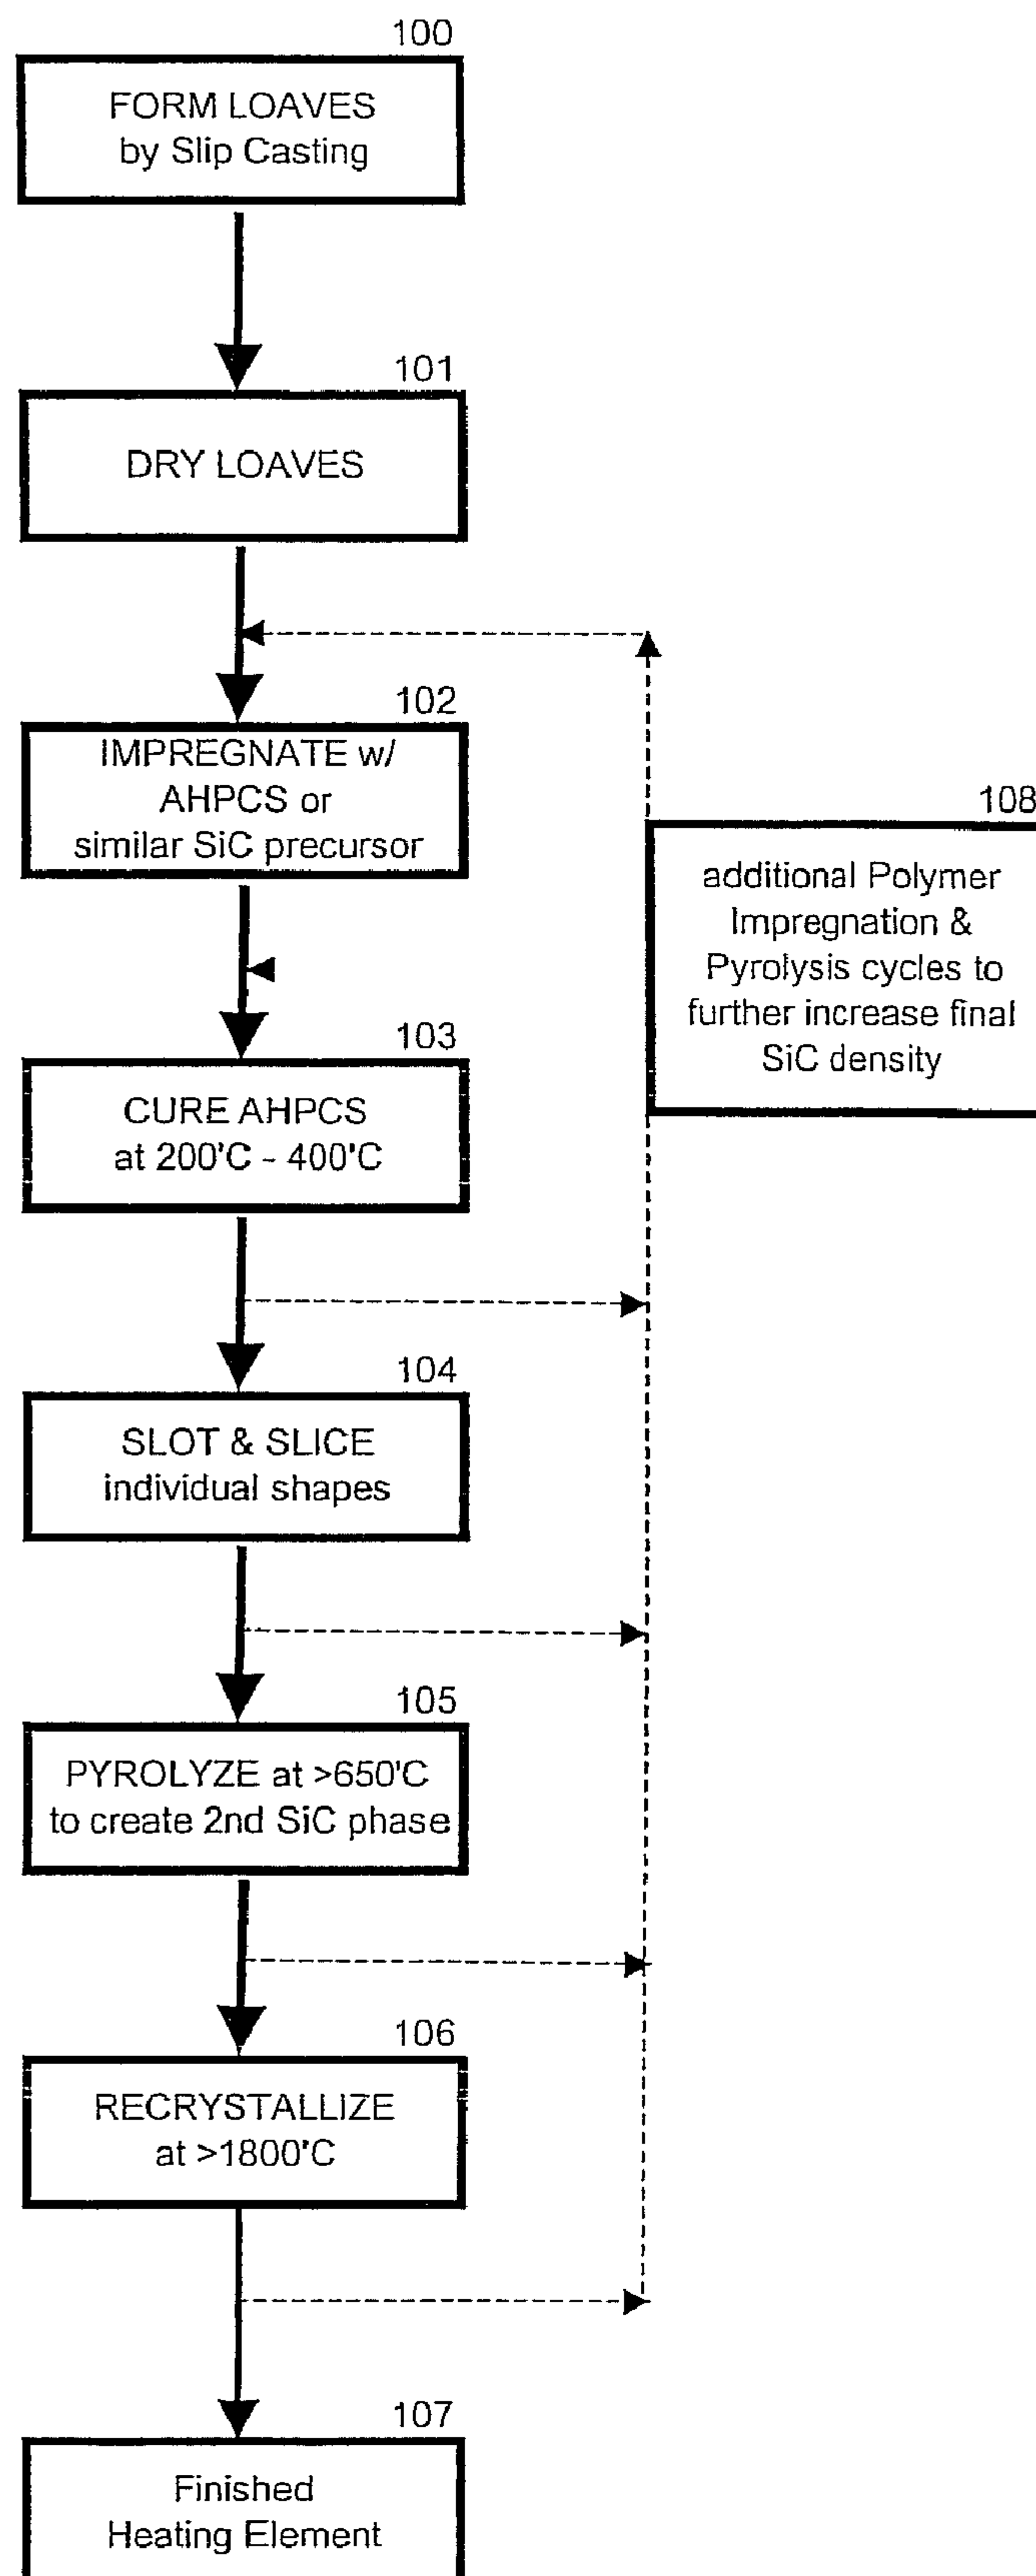 100
FORM LOAVES
by Slip Casting
101
DRY LOAVES
102
IMPREGNATE w/
AHPCS or
similar SiC precursor
108
additional Polymer
Impregnation &
Pyrolysis cycles to
further increase final
SiC density
103
CURE AHPCS
at 200'C - 400'C
104
SLOT & SLICE
individual shapes
105
PYROLYZE at >650'C
to create 2nd SiC phase
106
RECRYSTALLIZE
at >1800'C
107
Finished
Heating Element